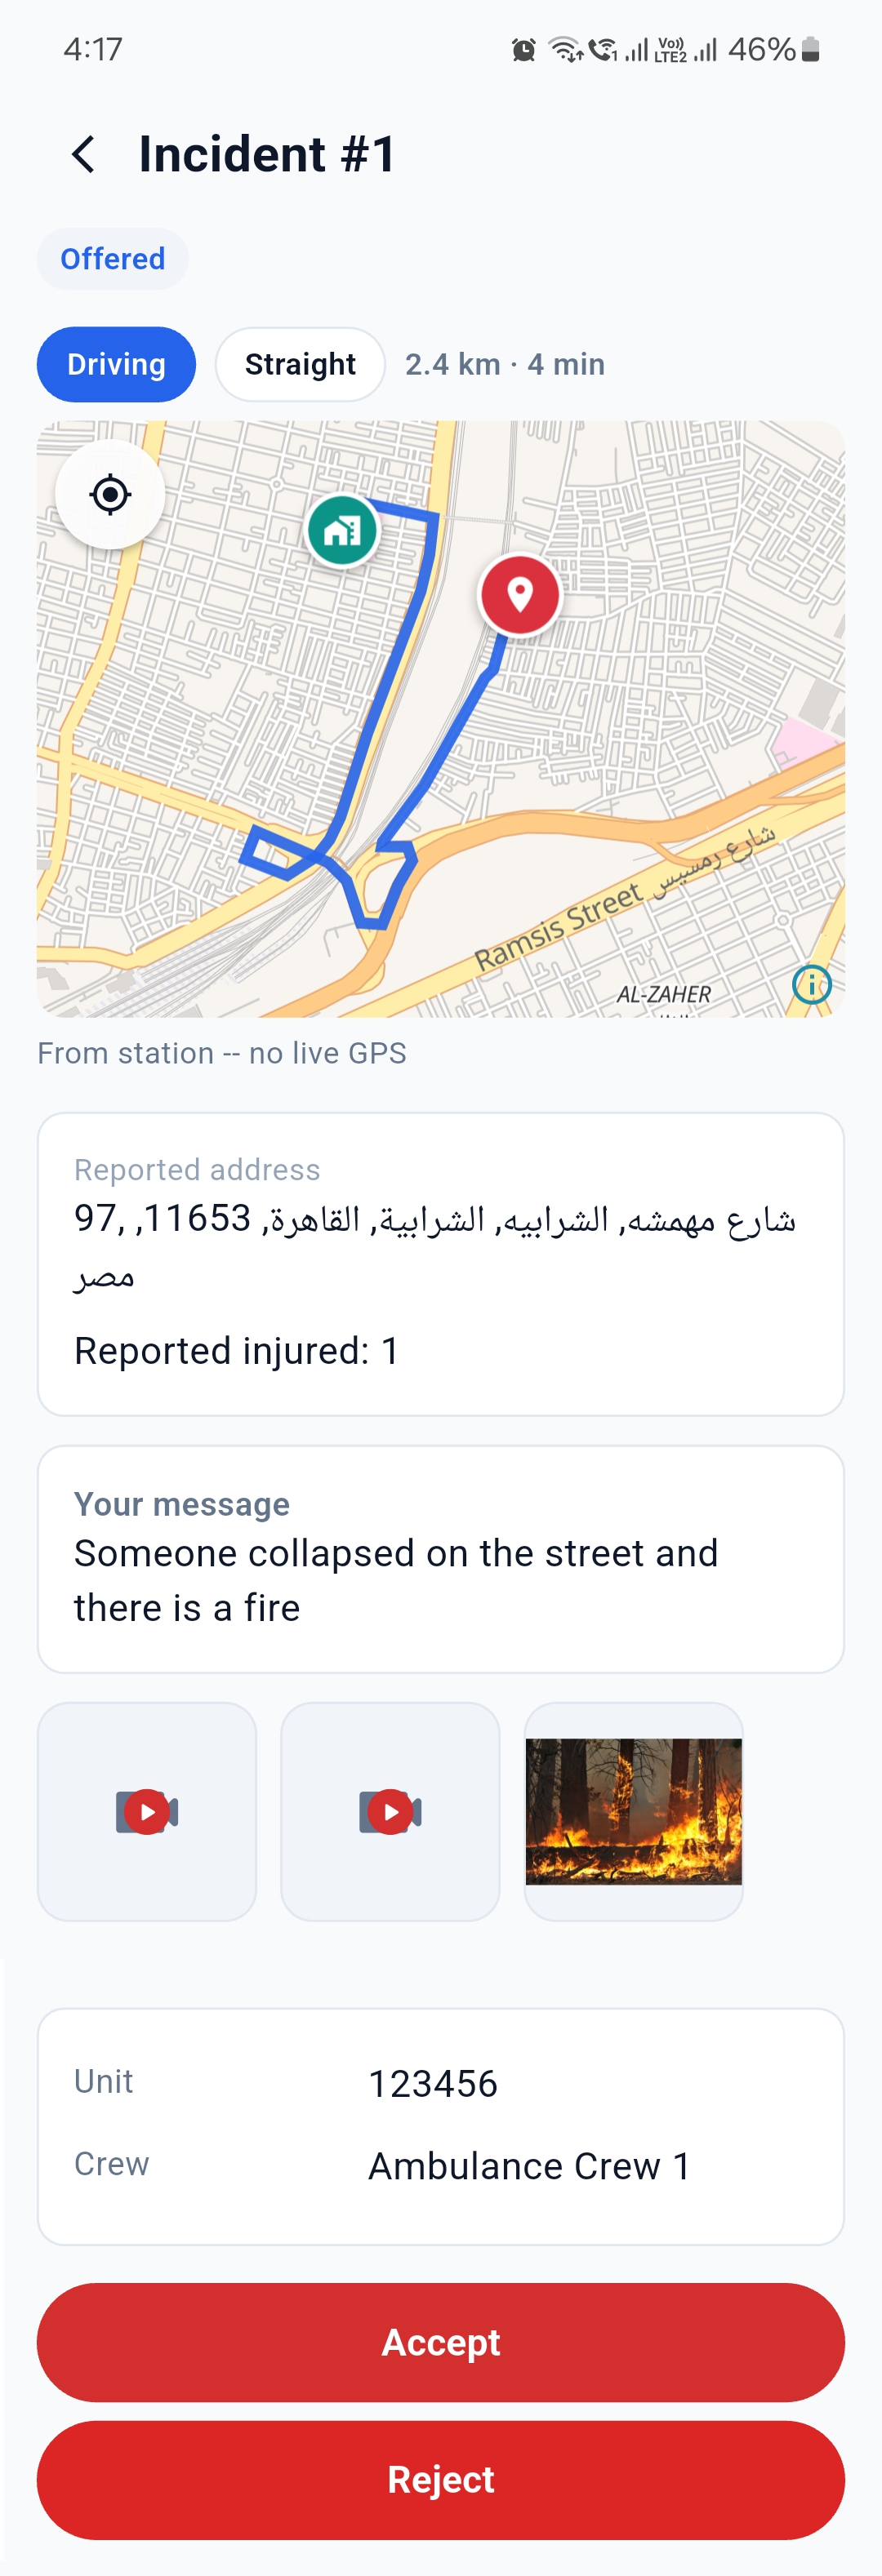 4:17
Vo)) LTE2 46%
Incident #1
Offered
Driving Straight 2.4 km · 4 min
شارع رمسيس Ramsis Street
AL-ZAHER
From station -- no live GPS
Reported address
97, شارع مهمشه, الشرابيه, الشرابية, القاهرة, 11653,
مصر
Reported injured: 1
Your message
Someone collapsed on the street and
there is a fire
Unit 123456
Crew Ambulance Crew 1
Accept
Reject